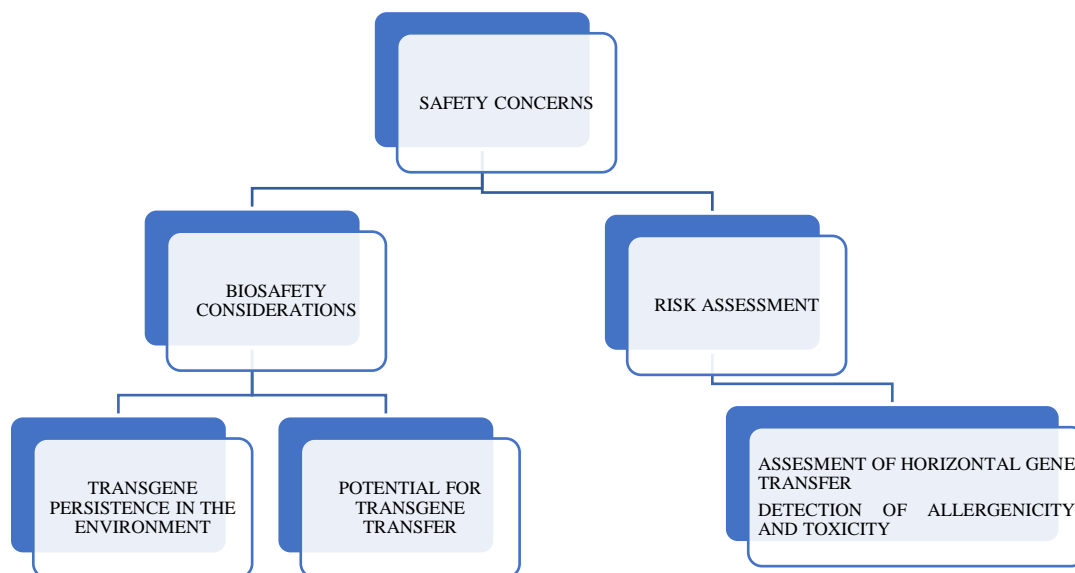 SAFETY CONCERNS
BIOSAFETY
CONSIDERATIONS
RISK ASSESSMENT
TRANSGENE
PERSISTENCE IN THE
ENVIRONMENT
POTENTIAL FOR
TRANSGENE
TRANSFER
ASSESMENT OF HORIZONTAL GENE
TRANSFER
DETECTION OF ALLERGENICITY
AND TOXICITY